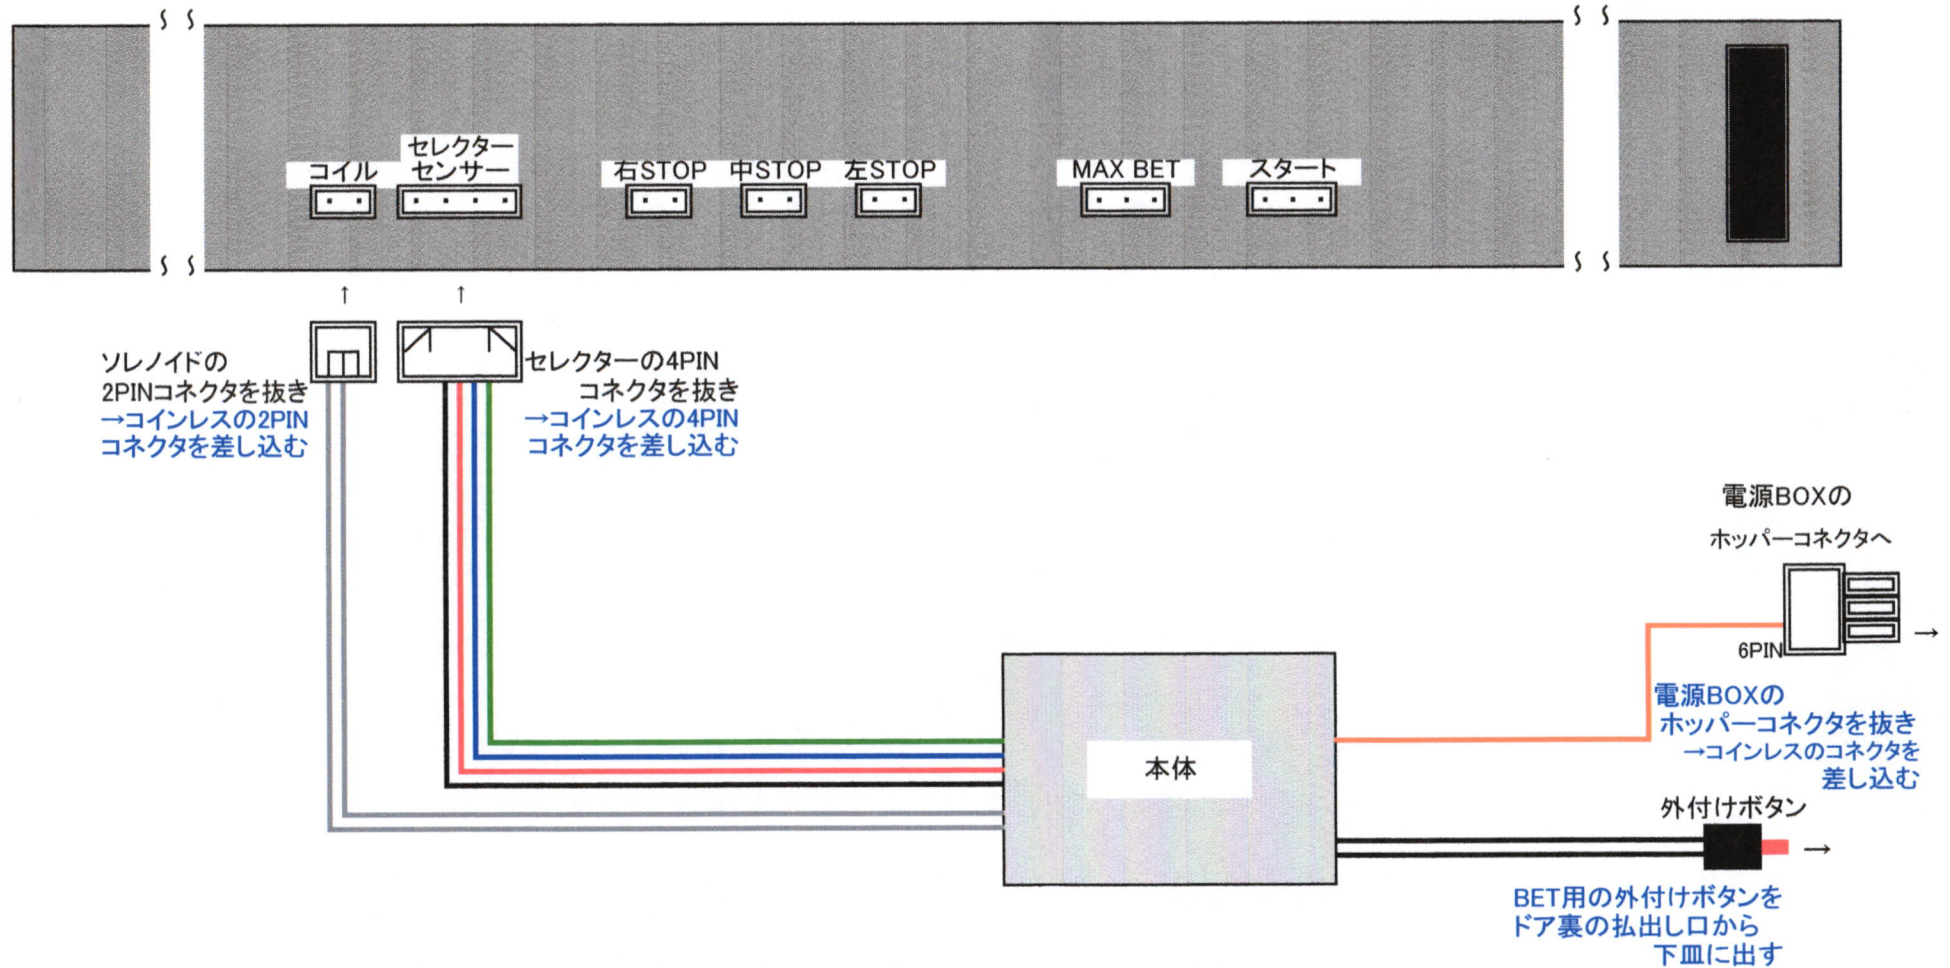 セレクター
コイル
センサー
右STOP
中STOP
左STOP
MAX BET
スタート
↑
↑
ソレノイドの
2PINコネクタを抜き
→コインレスの2PIN
コネクタを差し込む
セレクターの4PIN
コネクタを抜き
→コインレスの4PIN
コネクタを差し込む
電源BOXの
ホッパーコネクタへ
6PIN
→
電源BOXの
ホッパーコネクタを抜き
→コインレスのコネクタを
差し込む
本体
外付けボタン
→
BET用の外付けボタンを
ドア裏の払出し口から
下皿に出す